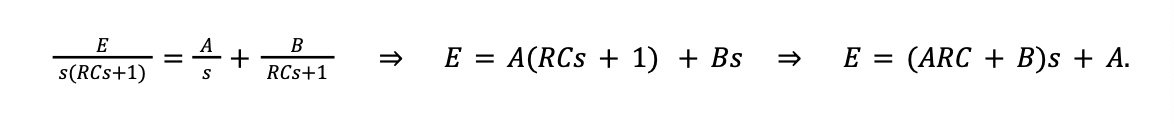 E/(s(RCs+1)) = A/s + B/(RCs+1) ⇒ E = A(RCs + 1) + Bs ⇒ E = (ARC + B)s + A.